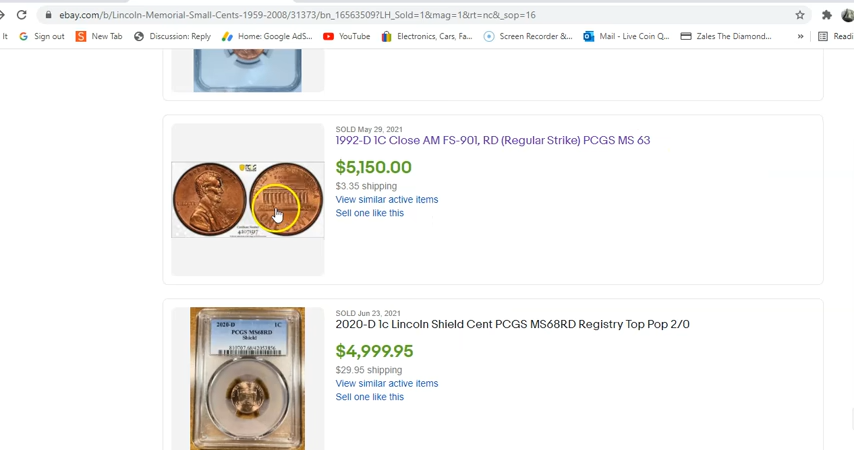 ebay.com/b/Lincoln-Memorial-Small-Cents-1959-2008/31373/bn_16563509?LH_Sold=1&mag=1&rt=nc&_sop=16
It Sign out New Tab Discussion: Reply Home: Google AdS... YouTube Electronics, Cars, Fa... Screen Recorder &... Mail - Live Coin Q... Zales The Diamond... » Readi
SOLD May 29, 2021
1992-D 1C Close AM FS-901, RD (Regular Strike) PCGS MS 63
$5,150.00
$3.35 shipping
View similar active items
Sell one like this
SOLD Jun 23, 2021
2020-D 1c Lincoln Shield Cent PCGS MS68RD Registry Top Pop 2/0
$4,999.95
$29.95 shipping
View similar active items
Sell one like this
2020-D 1C
PCGS MS68RD
Shield